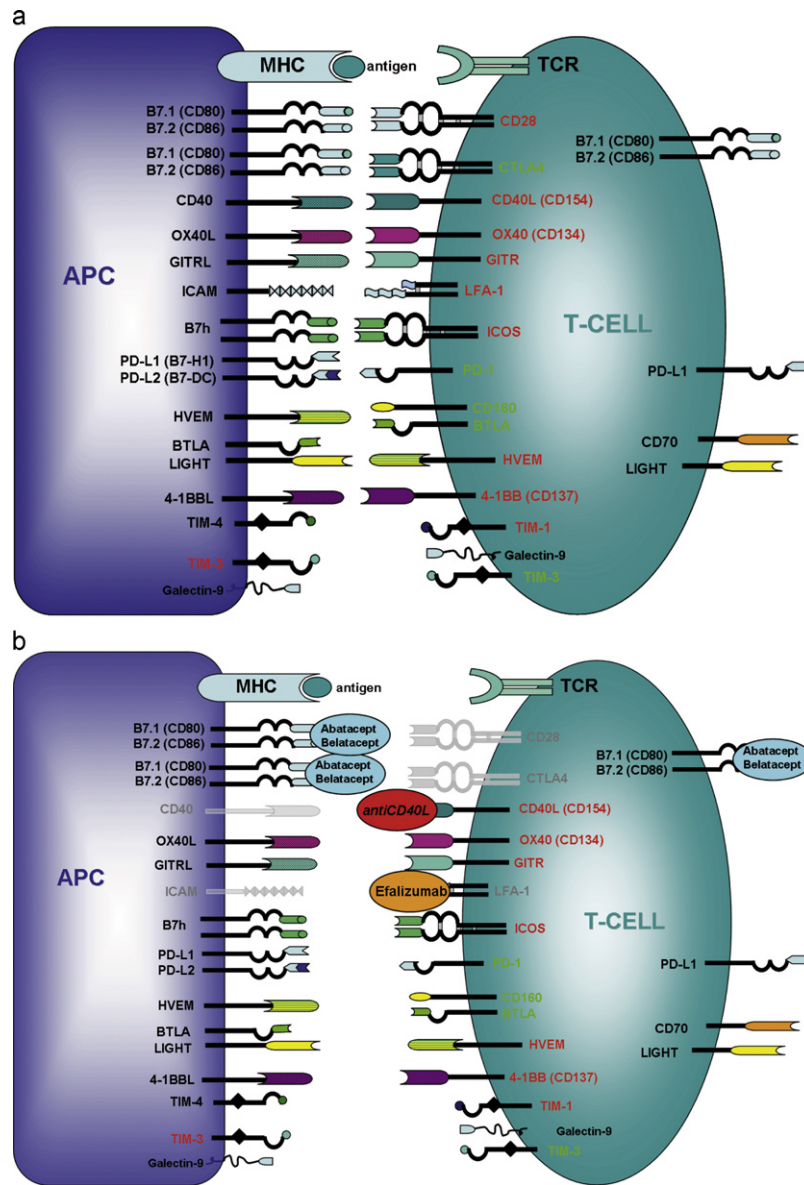 a
MHC antigen TCR
B7.1 (CD80)
B7.2 (CD86)
CD28
B7.1 (CD80)
B7.2 (CD86)
B7.1 (CD80)
B7.2 (CD86)
CTLA4
CD40 CD40L (CD154)
OX40L OX40 (CD134)
GITRL GITR
APC
ICAM LFA-1
T-CELL
B7h ICOS
PD-L1 (B7-H1)
PD-L2 (B7-DC)
PD-1 PD-L1
HVEM CD160
BTLA
CD70
BTLA
LIGHT HVEM LIGHT
4-1BBL 4-1BB (CD137)
TIM-4 TIM-1
Galectin-9
TIM-3 TIM-3
Galectin-9
b
MHC antigen TCR
B7.1 (CD80)
B7.2 (CD86)
Abatacept
Belatacept
CD28
B7.1 (CD80)
B7.2 (CD86)
Abatacept
Belatacept
B7.1 (CD80)
B7.2 (CD86)
Abatacept
Belatacept
CTLA4
CD40 antiCD40L CD40L (CD154)
OX40L OX40 (CD134)
GITRL GITR
APC
ICAM Efalizumab LFA-1
T-CELL
B7h ICOS
PD-L1
PD-L2
PD-1 PD-L1
HVEM CD160
BTLA
CD70
BTLA
LIGHT HVEM LIGHT
4-1BBL 4-1BB (CD137)
TIM-4 TIM-1
Galectin-9
TIM-3 TIM-3
Galectin-9